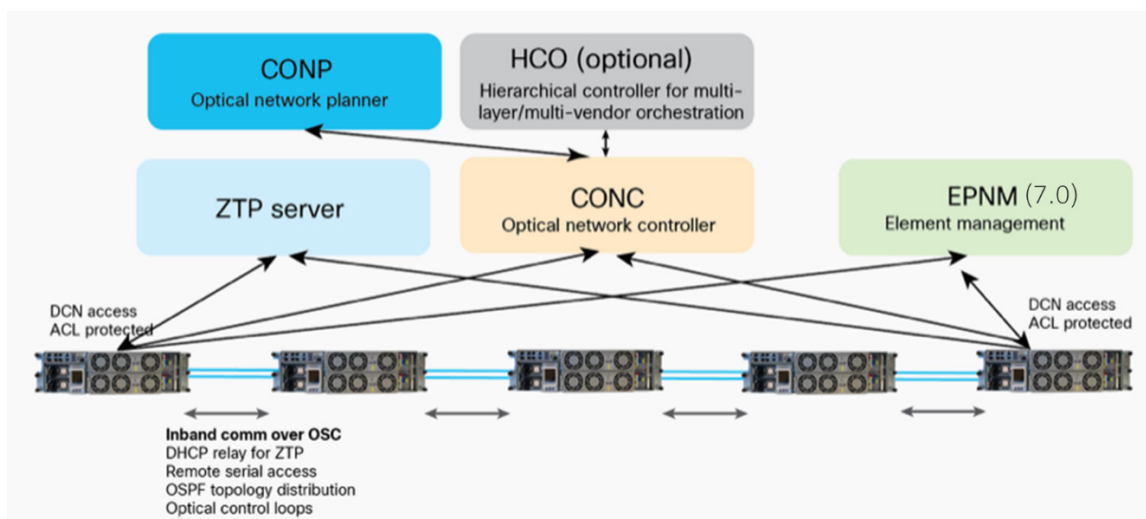 CONP
Optical network planner
HCO (optional)
Hierarchical controller for multi-
layer/multi-vendor orchestration
ZTP server
CONC
Optical network controller
EPNM (7.0)
Element management
DCN access
ACL protected
DCN access
ACL protected
Inband comm over OSC
DHCP relay for ZTP
Remote serial access
OSPF topology distribution
Optical control loops